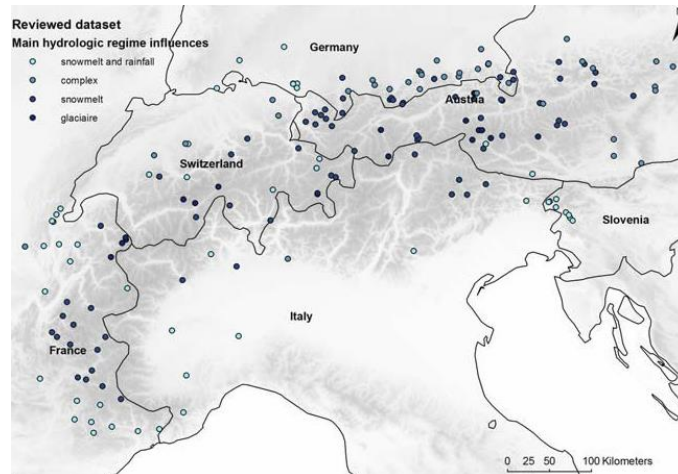 Reviewed dataset
Main hydrologic regime influences
snowmelt and rainfall
complex
snowmelt
glaciaire
Germany
Austria
Switzerland
Slovenia
Italy
France
0 25 50 100 Kilometers